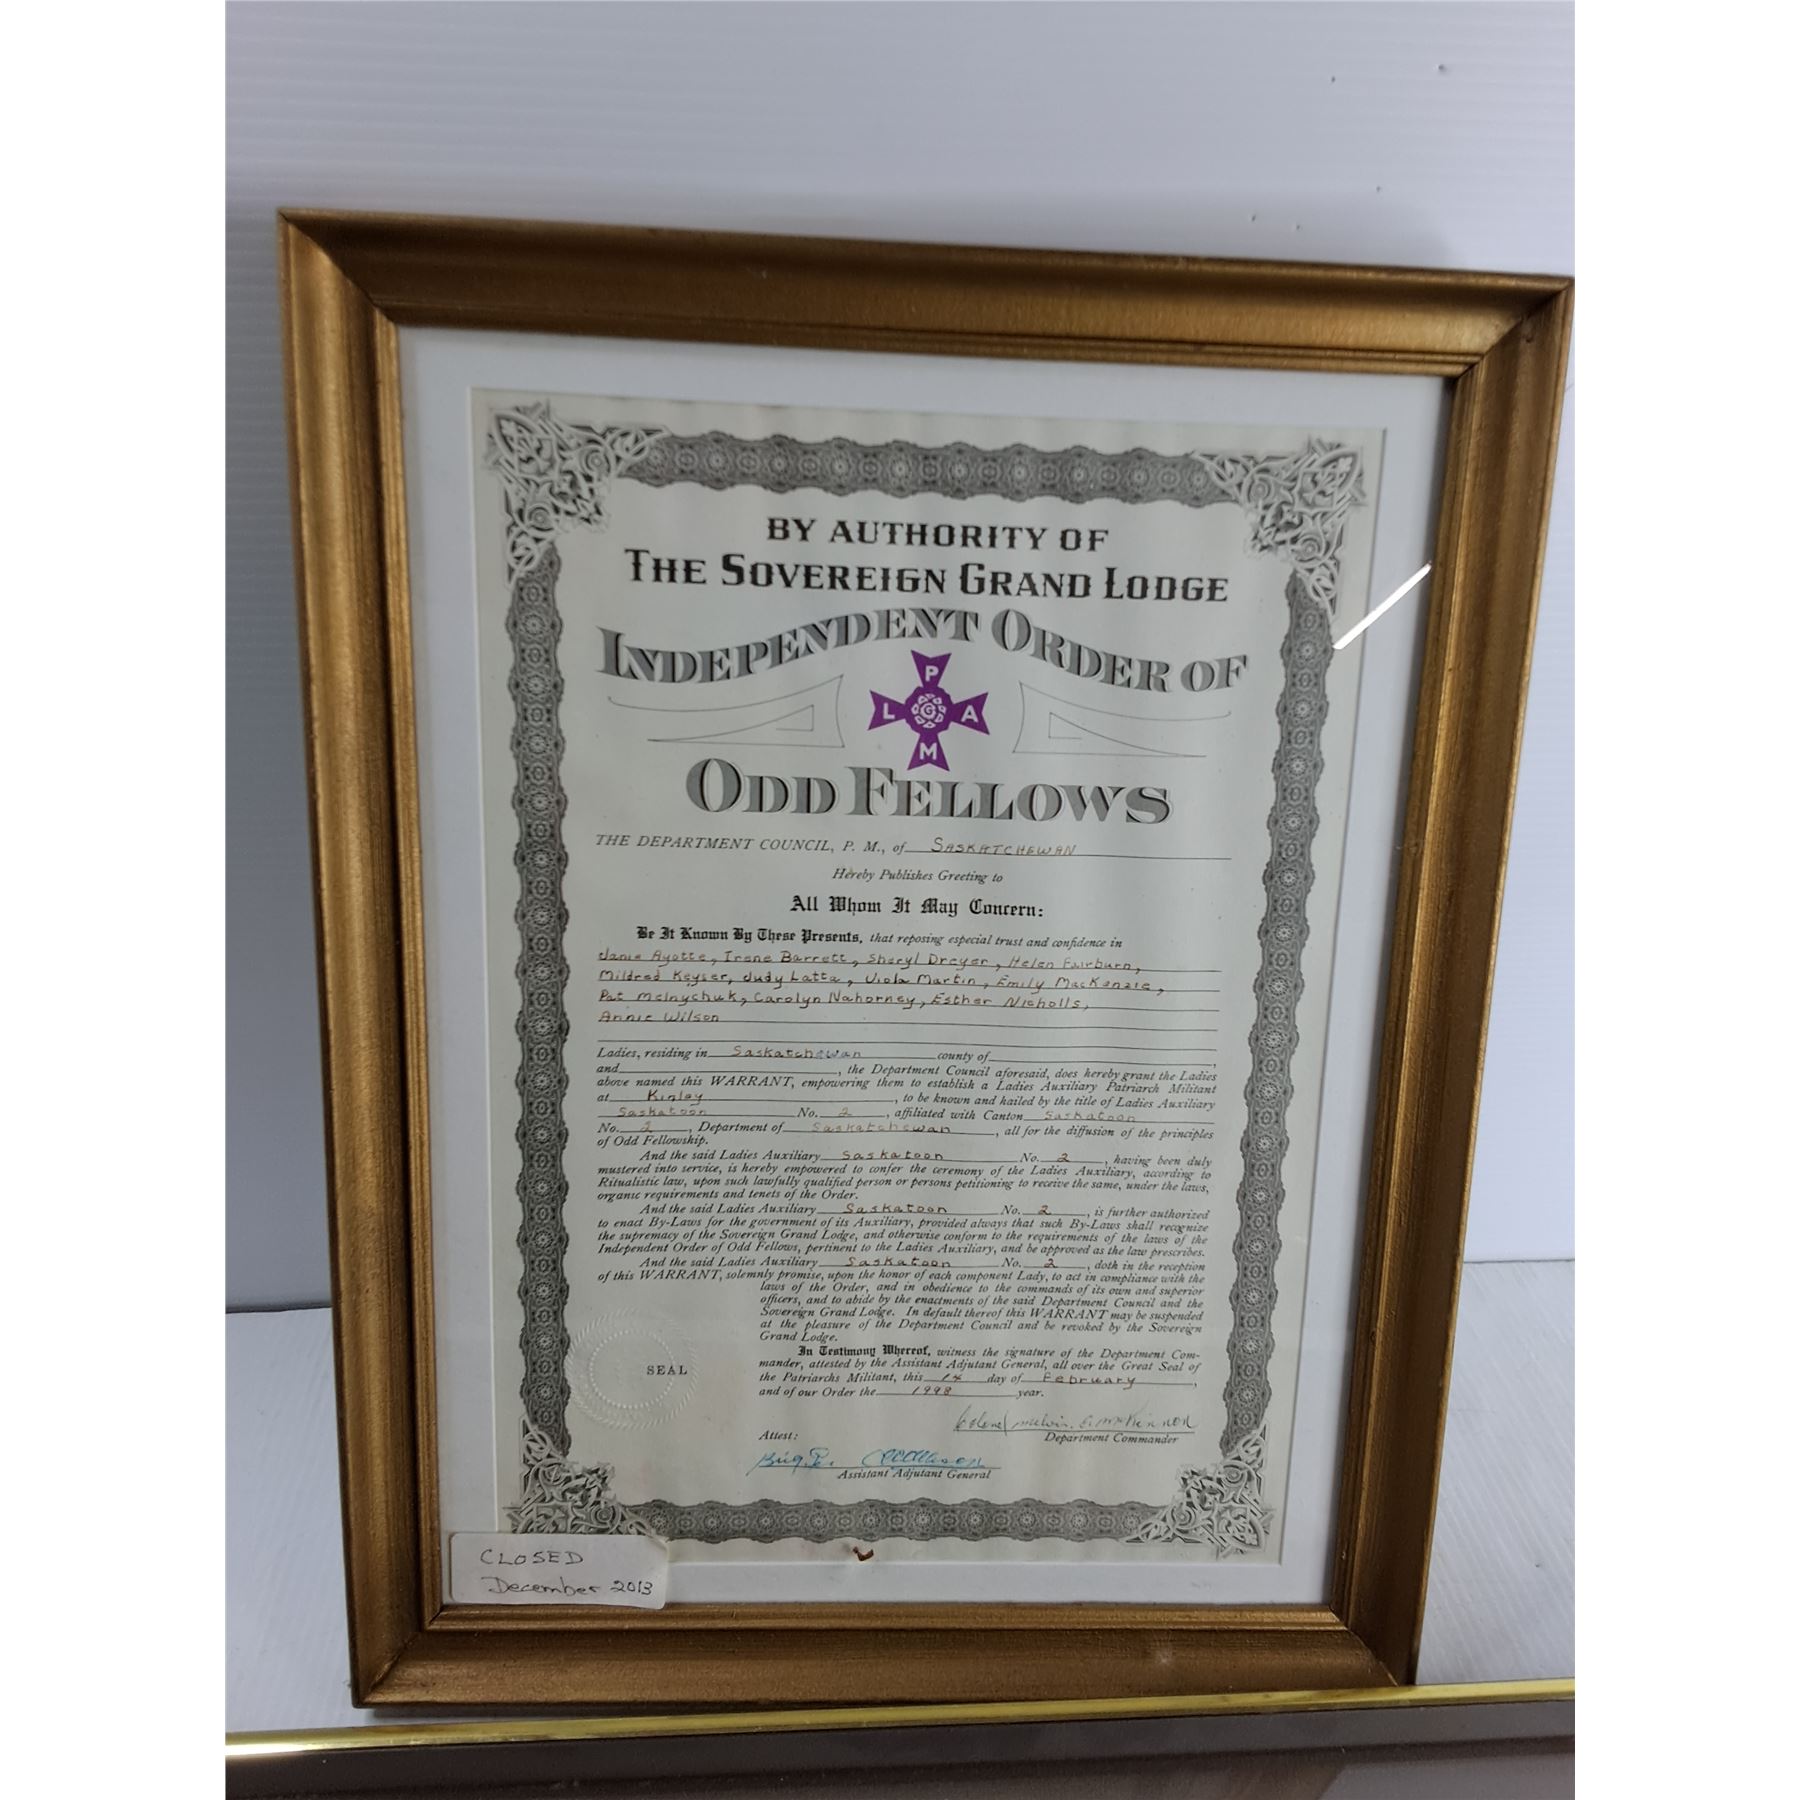 BY AUTHORITY OF
THE SOVEREIGN GRAND LODGE
INDEPENDENT ORDER OF
P
L G A
M
ODD FELLOWS
THE DEPARTMENT COUNCIL, P. M., of SASKATCHEWAN
Hereby Publishes Greeting to
All Whom It May Concern:
Be It Known By These Presents, that reposing especial trust and confidence in
Janie Ayotte, Irene Barrett, Sheryl Dreyer, Helen Fairburn,
Mildred Keyser, Judy Latta, Viola Martin, Emily MacKenzie,
Pat Melnychuk, Carolyn Nahorney, Esther Nicholls,
Annie Wilson
Ladies, residing in Saskatchewan county of ,
and , the Department Council aforesaid, does hereby grant the Ladies
above named this WARRANT, empowering them to establish a Ladies Auxiliary Patriarch Militant
at Kinley , to be known and hailed by the title of Ladies Auxiliary
Saskatoon No. 2 , affiliated with Canton Saskatoon
No. 2 , Department of Saskatchewan , all for the diffusion of the principles
of Odd Fellowship.
And the said Ladies Auxiliary Saskatoon No. 2 , having been duly
mustered into service, is hereby empowered to confer the ceremony of the Ladies Auxiliary, according to
Ritualistic law, upon such lawfully qualified person or persons petitioning to receive the same, under the laws,
organic requirements and tenets of the Order.
And the said Ladies Auxiliary Saskatoon No. 2 , is further authorized
to enact By-Laws for the government of its Auxiliary, provided always that such By-Laws shall recognize
the supremacy of the Sovereign Grand Lodge, and otherwise conform to the requirements of the laws of the
Independent Order of Odd Fellows, pertinent to the Ladies Auxiliary, and be approved as the law prescribes.
And the said Ladies Auxiliary Saskatoon No. 2 , doth in the reception
of this WARRANT, solemnly promise, upon the honor of each component Lady, to act in compliance with the
laws of the Order, and in obedience to the commands of its own and superior
officers, and to abide by the enactments of the said Department Council and the
Sovereign Grand Lodge. In default thereof this WARRANT may be suspended
at the pleasure of the Department Council and be revoked by the Sovereign
Grand Lodge.
In Testimony Whereof, witness the signature of the Department Com-
mander, attested by the Assistant Adjutant General, all over the Great Seal of
the Patriarchs Militant, this 14 day of February ,
and of our Order the 1998 year.
SEAL
Colonel Melvin. McKinnon
Department Commander
Attest:
Brig.
Assistant Adjutant General
CLOSED
December 2013